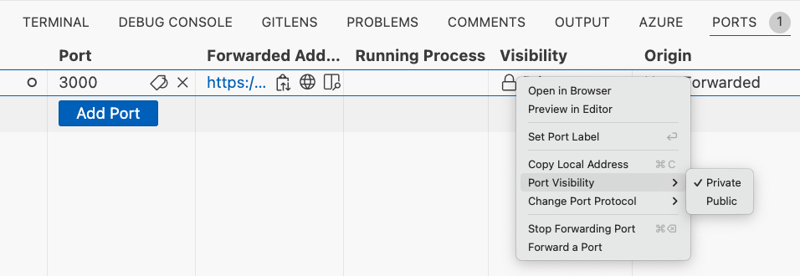 TERMINAL DEBUG CONSOLE GITLENS PROBLEMS COMMENTS OUTPUT AZURE PORTS 1
Port Forwarded Add... Running Process Visibility Origin
3000 https:/... Forwarded
Add Port
Open in Browser
Preview in Editor
Set Port Label
Copy Local Address ⌘ C
Port Visibility
Change Port Protocol
Stop Forwarding Port ⌘⌫
Forward a Port
Private
Public